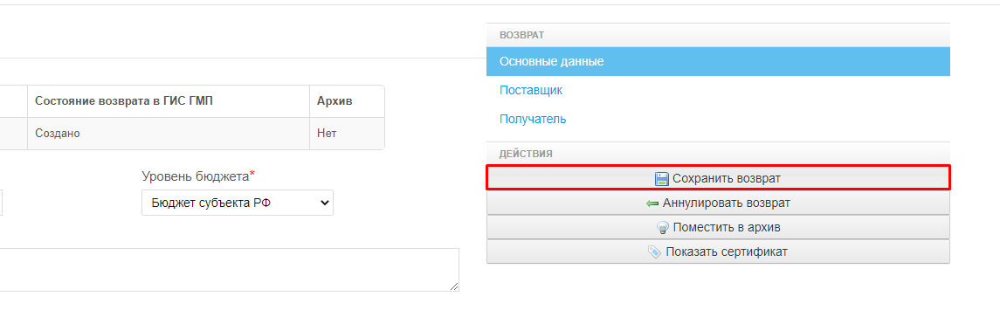 ВОЗВРАТ
Основные данные
Поставщик
Получатель
Состояние возврата в ГИС ГМП
Архив
Создано
Нет
Уровень бюджета*
Бюджет субъекта РФ
ДЕЙСТВИЯ
Сохранить возврат
Аннулировать возврат
Поместить в архив
Показать сертификат